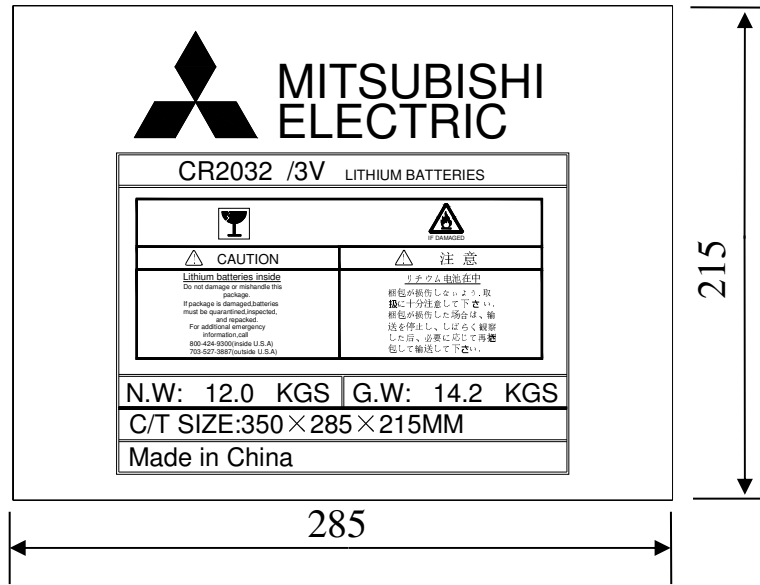 MITSUBISHI
ELECTRIC
CR2032 /3V LITHIUM BATTERIES
IF DAMAGED
CAUTION
Lithium batteries inside
Do not damage or mishandle this
package.
If package is damaged,batteries
must be quarantined,inspected,
and repacked.
For additional emergency
information,call
800-424-9300(inside U.S.A)
703-527-3887(outside U.S.A)
注 意
リチウム電池在中
梱包が損傷しないよう、取
扱に十分注意して下さい.
梱包が損傷した場合は、輸
送を停止し、しばらく観察
した后、必要に応じて再梱
包して輸送して下さい.
N.W: 12.0 KGS G.W: 14.2 KGS
C/T SIZE:350×285×215MM
Made in China
215
285